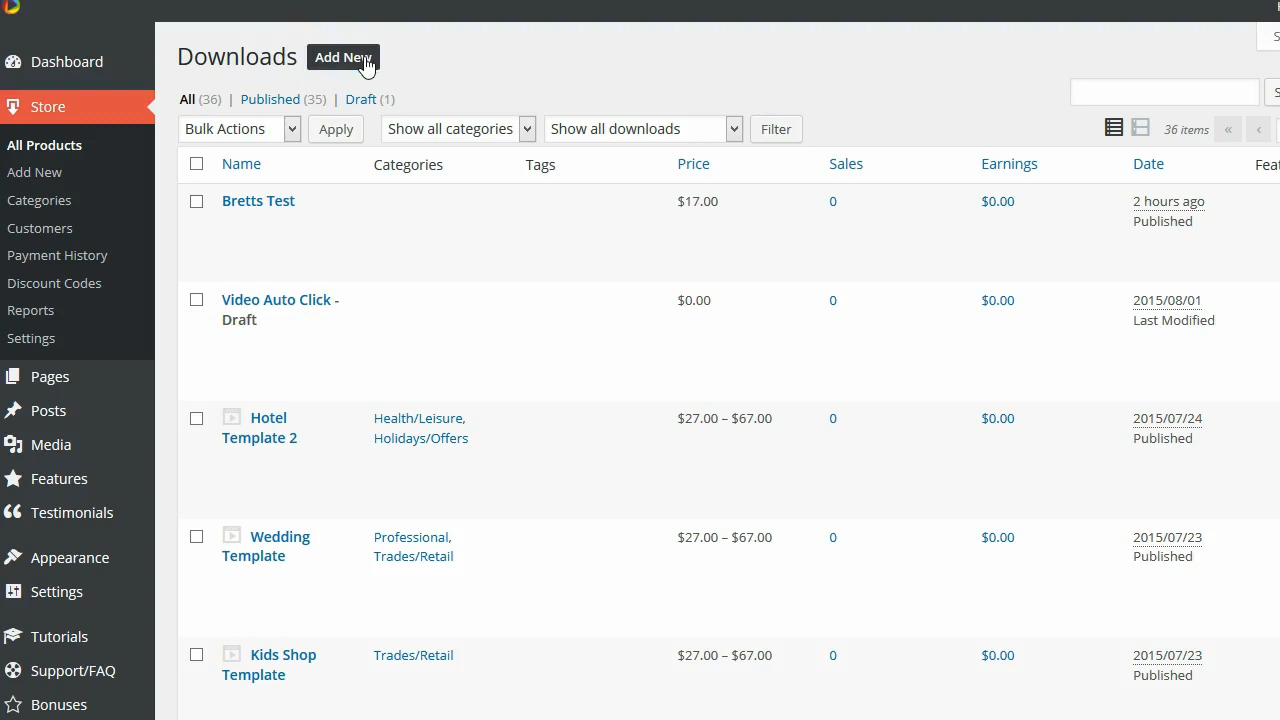 Dashboard
Store
All Products
Add New
Categories
Customers
Payment History
Discount Codes
Reports
Settings
Pages
Posts
Media
Features
Testimonials
Appearance
Settings
Tutorials
Support/FAQ
Bonuses
Downloads Add New
All (36) | Published (35) | Draft (1)
Bulk Actions Apply Show all categories Show all downloads Filter 36 items « ‹
Name Categories Tags Price Sales Earnings Date
Bretts Test $17.00 0 $0.00 2 hours ago
Published
Video Auto Click - $0.00 0 $0.00 2015/08/01
Draft Last Modified
Hotel Health/Leisure, $27.00 – $67.00 0 $0.00 2015/07/24
Template 2 Holidays/Offers Published
Wedding Professional, $27.00 – $67.00 0 $0.00 2015/07/23
Template Trades/Retail Published
Kids Shop Trades/Retail $27.00 – $67.00 0 $0.00 2015/07/23
Template Published